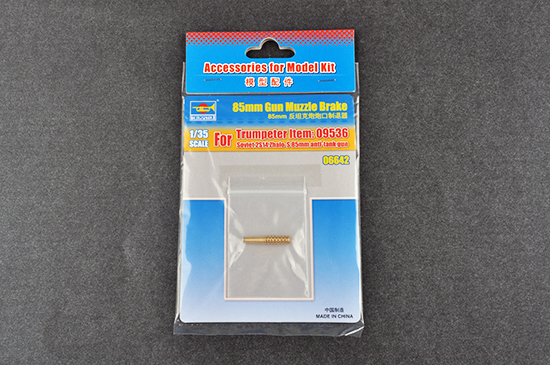 Accessories for Model Kit
模型配件
85mm Gun Muzzle Brake
85mm 反坦克炮炮口制退器
1/35
SCALE
For Trumpeter Item: 09536
Soviet 2S14 Zhalo-S 85mm anti-tank gun
06642
中国制造
MADE IN CHINA